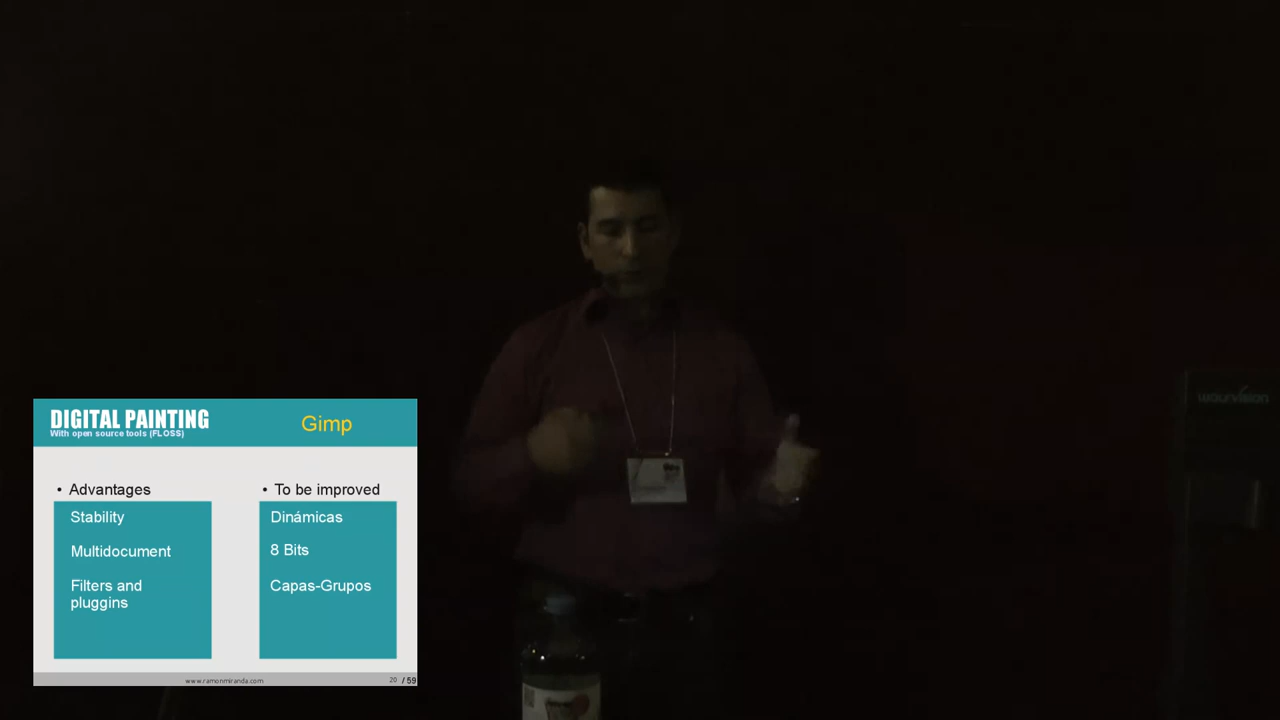 DIGITAL PAINTING
With open source tools (FLOSS)
Gimp
• Advantages
Stability
Multidocument
Filters and
pluggins
• To be improved
Dinámicas
8 Bits
Capas-Grupos
www.ramonmiranda.com
20 / 59
wolfvision